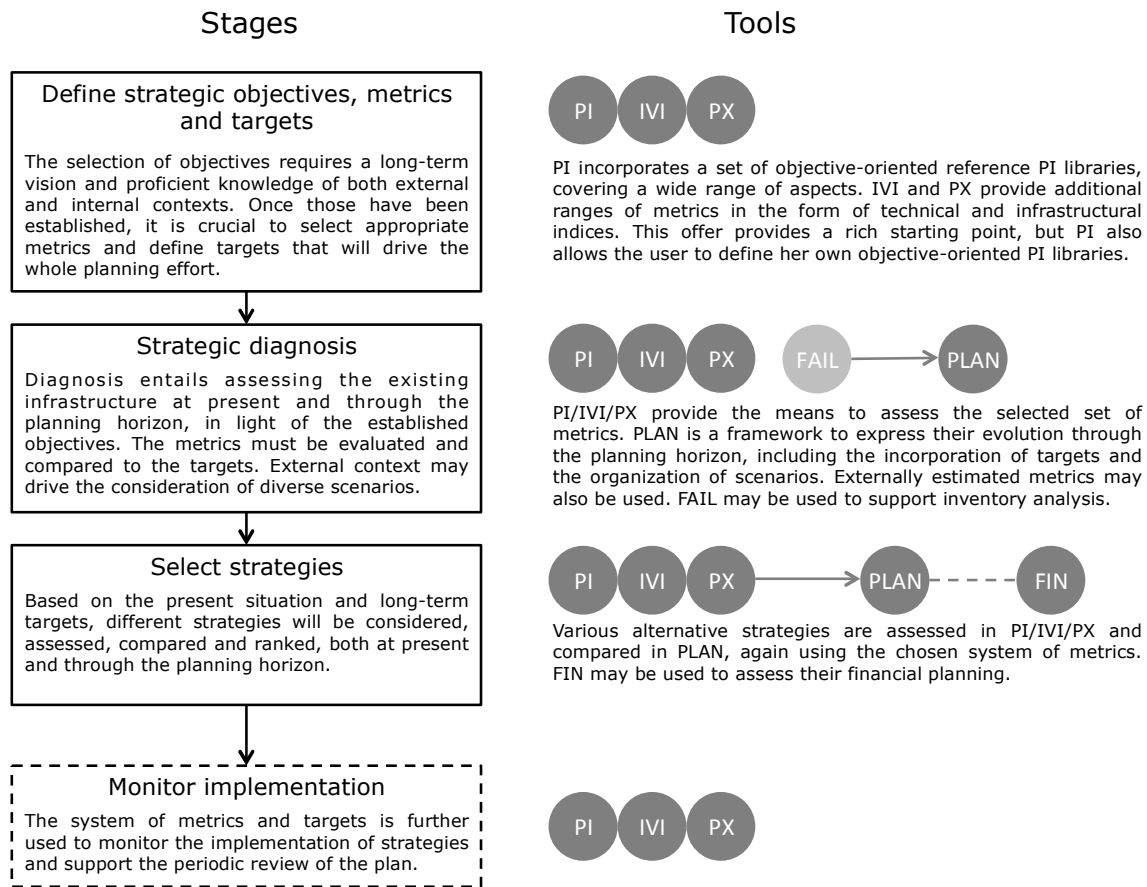 Stages
Tools
Define strategic objectives, metrics
and targets
The selection of objectives requires a long-term
vision and proficient knowledge of both external
and internal contexts. Once those have been
established, it is crucial to select appropriate
metrics and define targets that will drive the
whole planning effort.
PI IVI PX
PI incorporates a set of objective-oriented reference PI libraries,
covering a wide range of aspects. IVI and PX provide additional
ranges of metrics in the form of technical and infrastructural
indices. This offer provides a rich starting point, but PI also
allows the user to define her own objective-oriented PI libraries.
Strategic diagnosis
Diagnosis entails assessing the existing
infrastructure at present and through the
planning horizon, in light of the established
objectives. The metrics must be evaluated and
compared to the targets. External context may
drive the consideration of diverse scenarios.
PI IVI PX FAIL PLAN
PI/IVI/PX provide the means to assess the selected set of
metrics. PLAN is a framework to express their evolution through
the planning horizon, including the incorporation of targets and
the organization of scenarios. Externally estimated metrics may
also be used. FAIL may be used to support inventory analysis.
Select strategies
Based on the present situation and long-term
targets, different strategies will be considered,
assessed, compared and ranked, both at present
and through the planning horizon.
PI IVI PX PLAN FIN
Various alternative strategies are assessed in PI/IVI/PX and
compared in PLAN, again using the chosen system of metrics.
FIN may be used to assess their financial planning.
Monitor implementation
The system of metrics and targets is further
used to monitor the implementation of strategies
and support the periodic review of the plan.
PI IVI PX